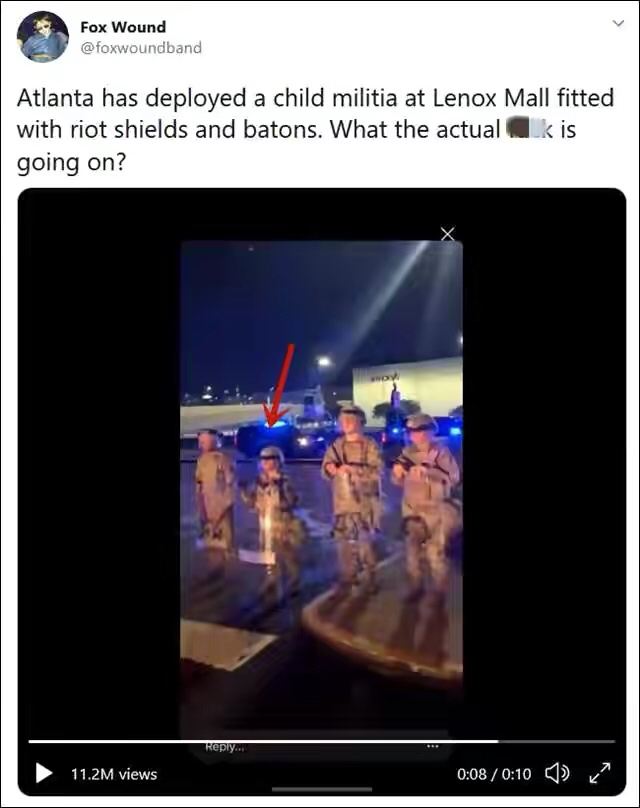 Fox Wound
@foxwoundband
Atlanta has deployed a child militia at Lenox Mall fitted
with riot shields and batons. What the actual is
going on?
Reply...
11.2M views
0:08 / 0:10